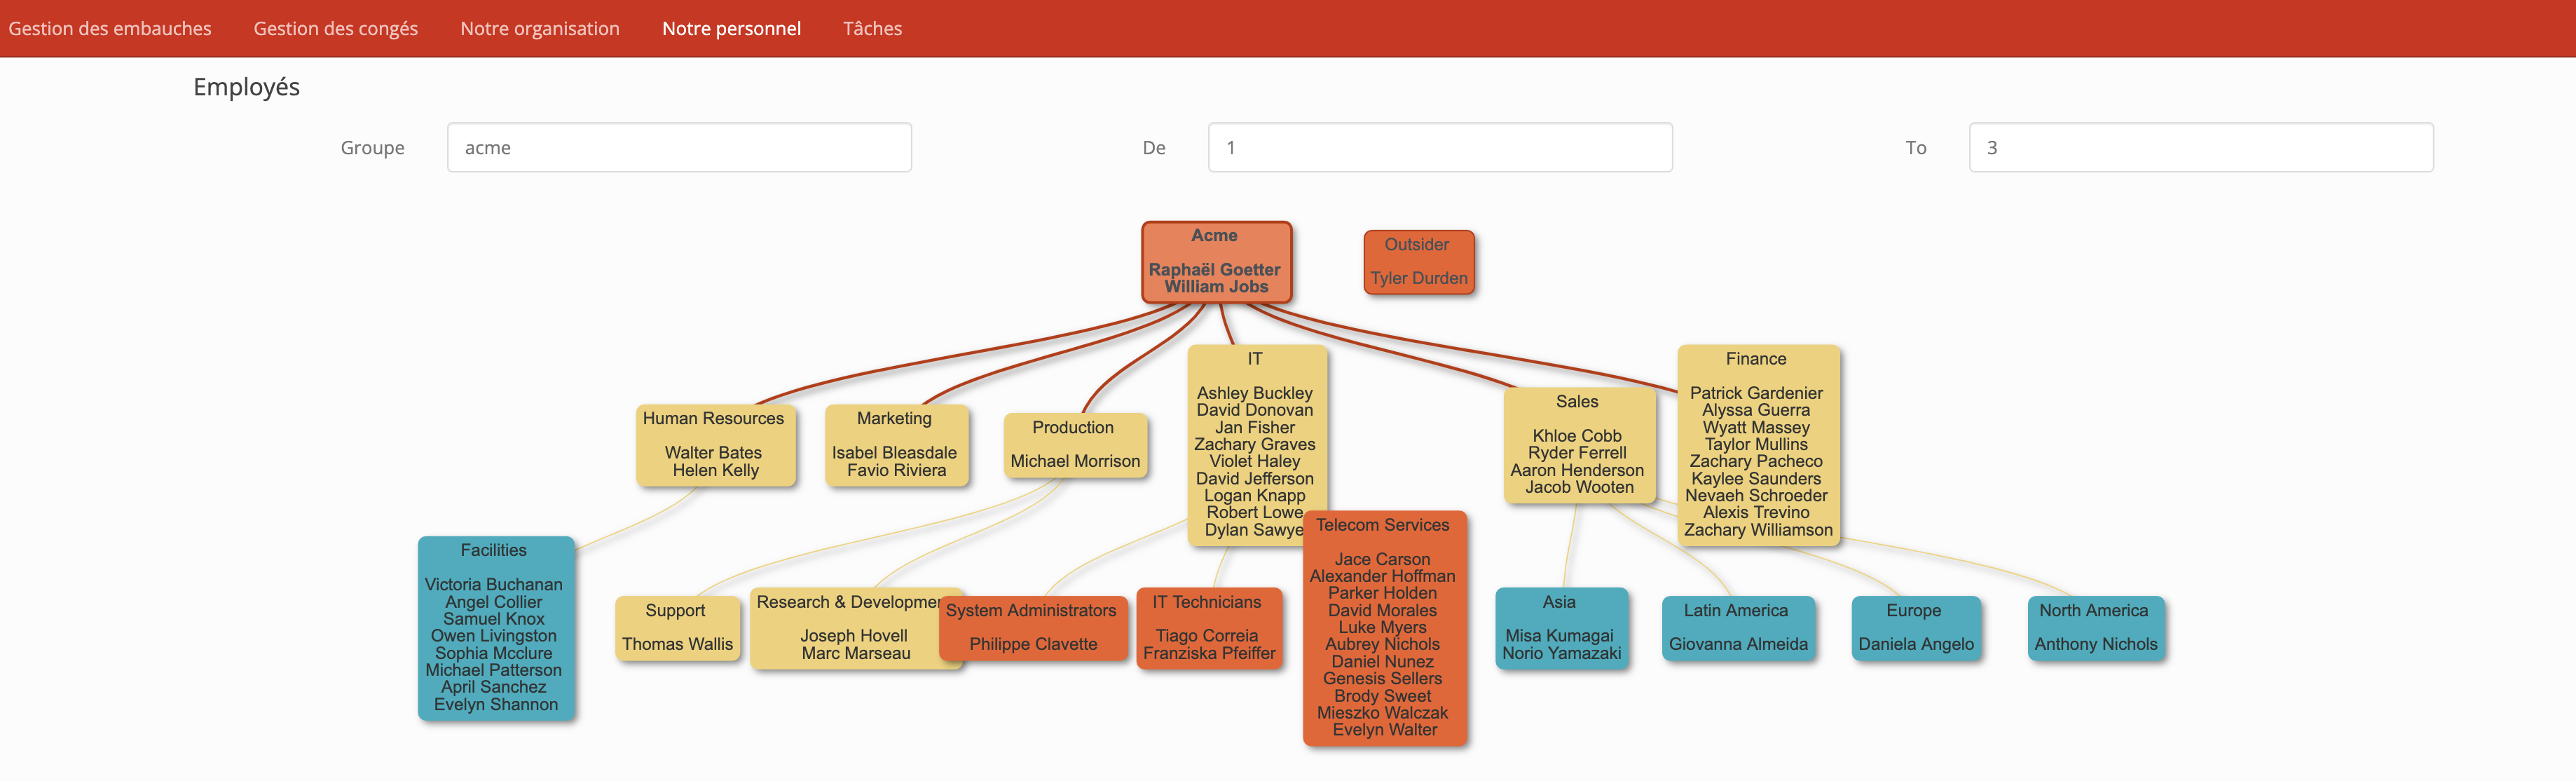 Gestion des embauches
Gestion des congés
Notre organisation
Notre personnel
Tâches
Employés
Groupe
acme
De
1
To
3
Acme
Raphaël Goetter
William Jobs
Outsider
Tyler Durden
Human Resources
Walter Bates
Helen Kelly
Marketing
Isabel Bleasdale
Favio Riviera
Production
Michael Morrison
IT
Ashley Buckley
David Donovan
Jan Fisher
Zachary Graves
Violet Haley
David Jefferson
Logan Knapp
Robert Lowe
Dylan Sawye
Sales
Khloe Cobb
Ryder Ferrell
Aaron Henderson
Jacob Wooten
Finance
Patrick Gardenier
Alyssa Guerra
Wyatt Massey
Taylor Mullins
Zachary Pacheco
Kaylee Saunders
Nevaeh Schroeder
Alexis Trevino
Zachary Williamson
Facilities
Victoria Buchanan
Angel Collier
Samuel Knox
Owen Livingston
Sophia Mcclure
Michael Patterson
April Sanchez
Evelyn Shannon
Support
Thomas Wallis
Research & Developmen
Joseph Hovell
Marc Marseau
System Administrators
Philippe Clavette
IT Technicians
Tiago Correia
Franziska Pfeiffer
Telecom Services
Jace Carson
Alexander Hoffman
Parker Holden
David Morales
Luke Myers
Aubrey Nichols
Daniel Nunez
Genesis Sellers
Brody Sweet
Mieszko Walczak
Evelyn Walter
Asia
Misa Kumagai
Norio Yamazaki
Latin America
Giovanna Almeida
Europe
Daniela Angelo
North America
Anthony Nichols